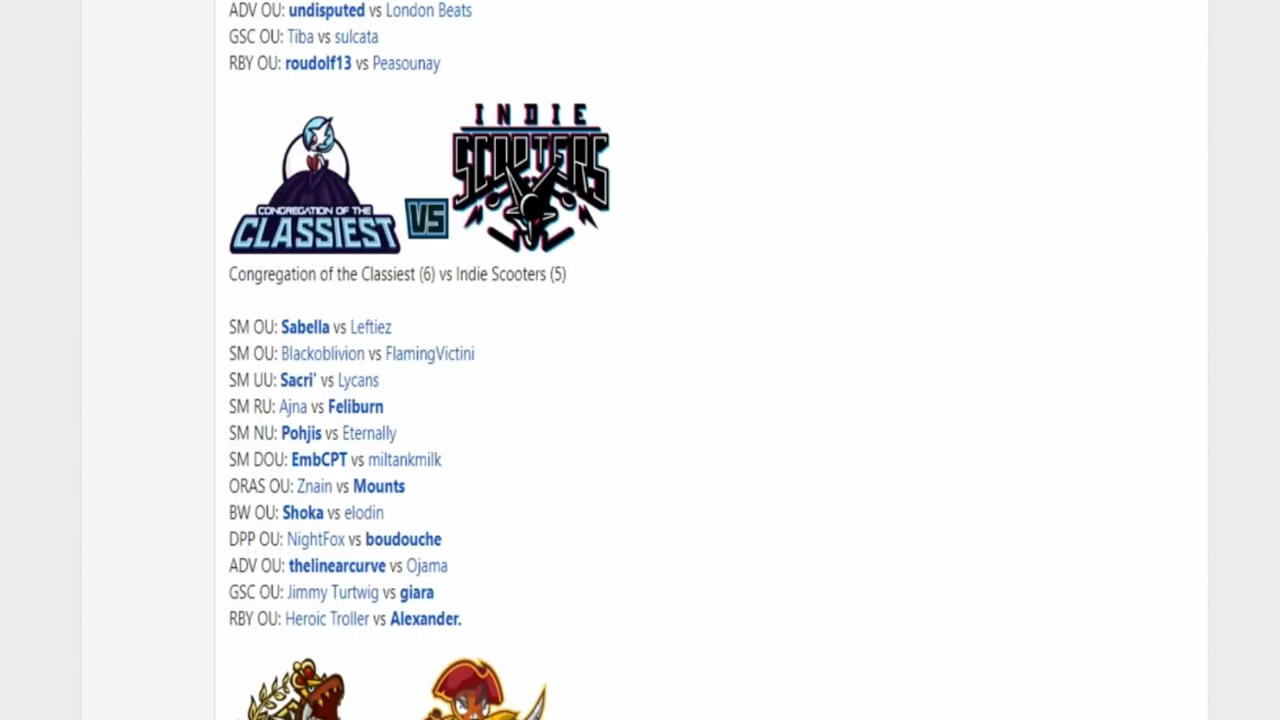 ADV OU: undisputed vs London Beats
GSC OU: Tiba vs sulcata
RBY OU: roudolf13 vs Peasounay
INDIE
SCOOTERS
CONGREGATION OF THE
CLASSIEST
VS
Congregation of the Classiest (6) vs Indie Scooters (5)
SM OU: Sabella vs Leftiez
SM OU: Blackoblivion vs FlamingVictini
SM UU: Sacri' vs Lycans
SM RU: Ajna vs Feliburn
SM NU: Pohjis vs Eternally
SM DOU: EmbCPT vs miltankmilk
ORAS OU: Znain vs Mounts
BW OU: Shoka vs elodin
DPP OU: NightFox vs boudouche
ADV OU: thelinearcurve vs Ojama
GSC OU: Jimmy Turtwig vs giara
RBY OU: Heroic Troller vs Alexander.